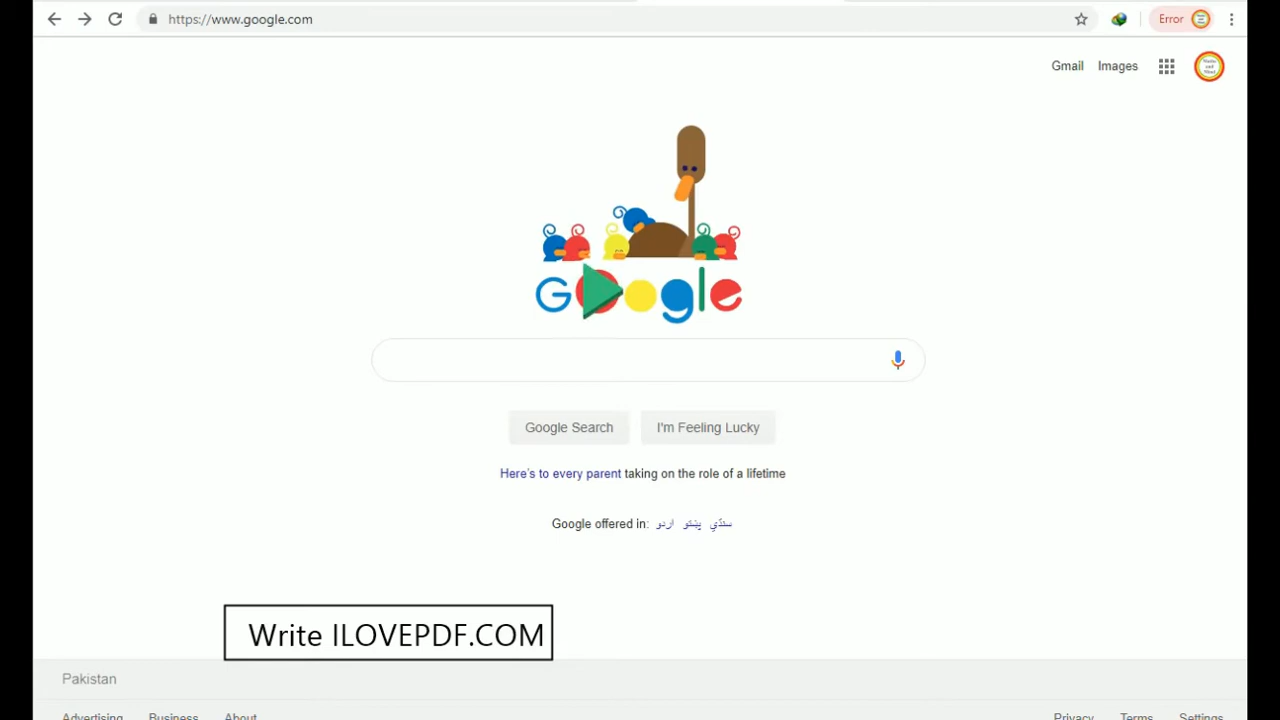 https://www.google.com
Error
Gmail Images
Google
Google Search I'm Feeling Lucky
Here's to every parent taking on the role of a lifetime
Google offered in: اردو پښتو سنڌي
Write ILOVEPDF.COM
Pakistan
Advertising Business About Privacy Terms Settings